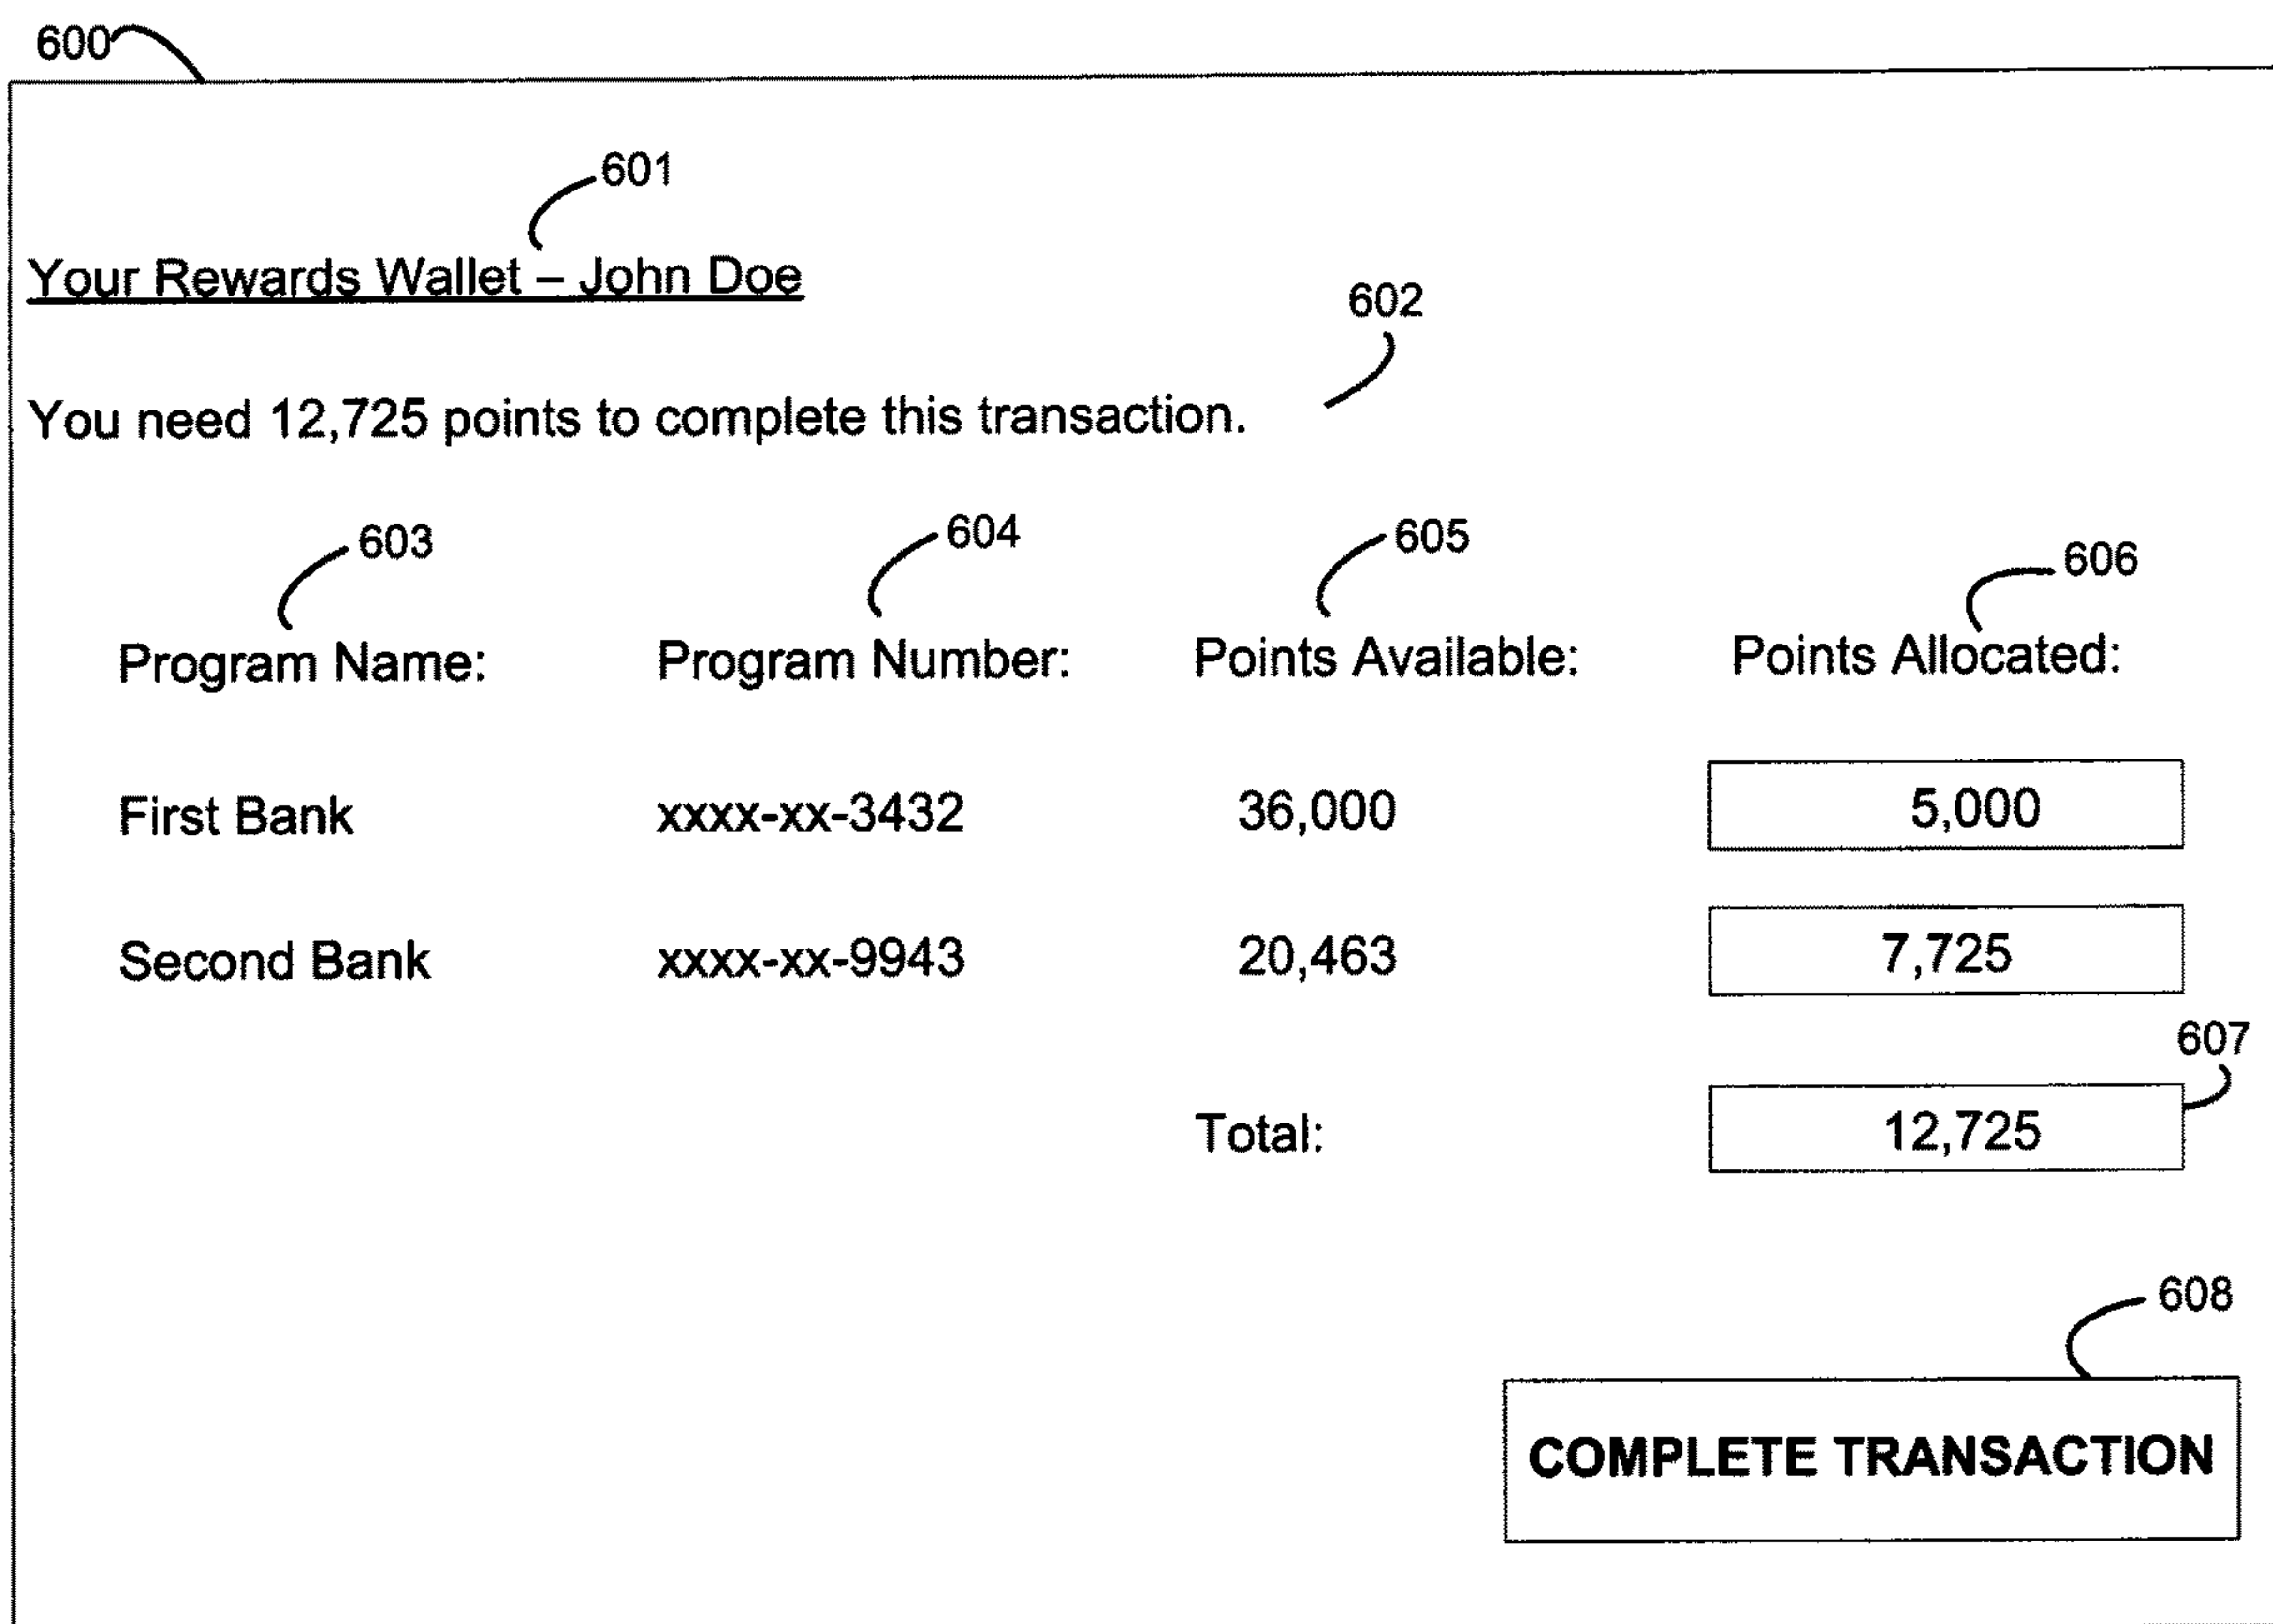 600
601
Your Rewards Wallet – John Doe
602
You need 12,725 points to complete this transaction.
603 604 605 606
Program Name: Program Number: Points Available: Points Allocated:
First Bank xxxx-xx-3432 36,000 5,000
Second Bank xxxx-xx-9943 20,463 7,725
607
Total: 12,725
608
COMPLETE TRANSACTION